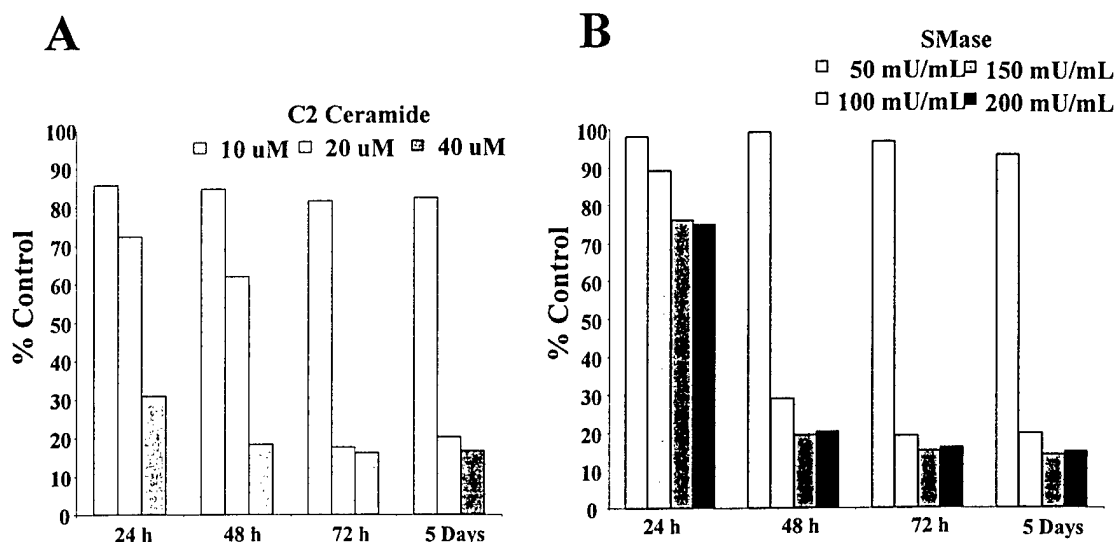 A
C2 Ceramide
10 uM 20 uM 40 uM
% Control
100
90
80
70
60
50
40
30
20
10
0
24 h 48 h 72 h 5 Days
B
SMase
50 mU/mL 150 mU/mL
100 mU/mL 200 mU/mL
% Control
100
90
80
70
60
50
40
30
20
10
0
24 h 48 h 72 h 5 Days